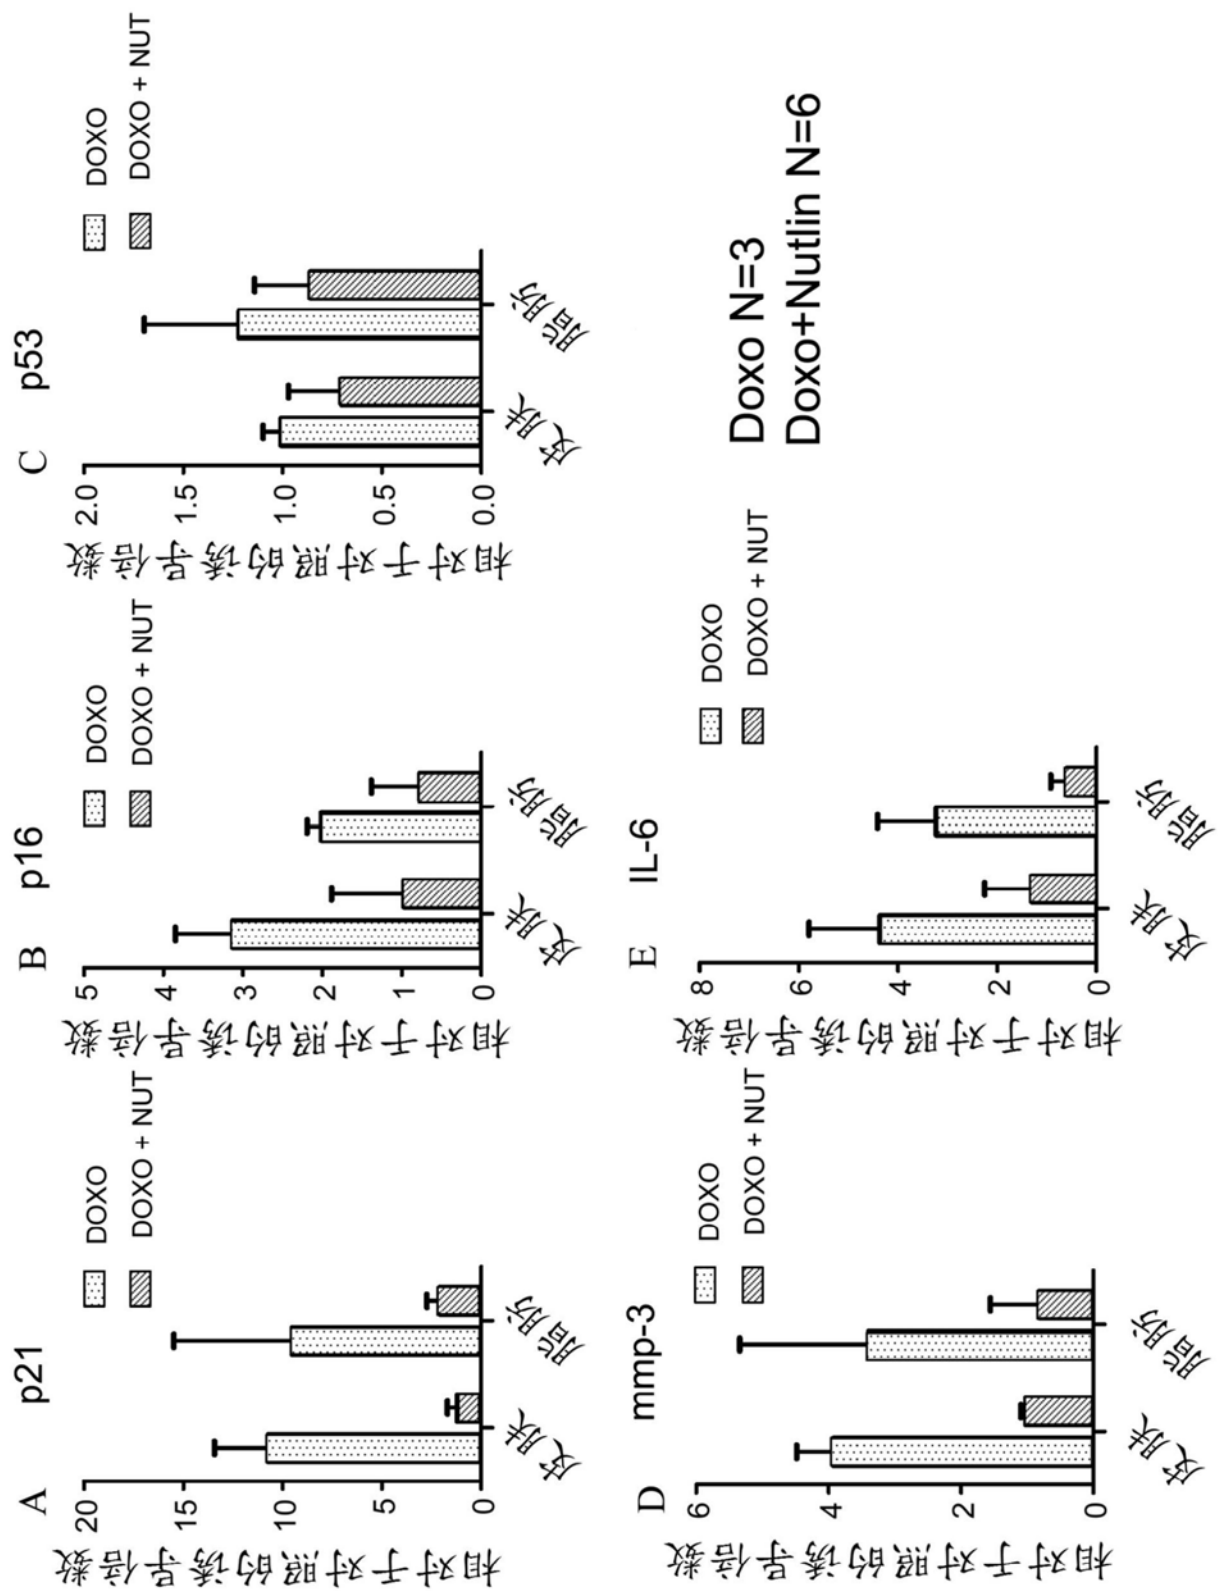 A p21
相对于对照的诱导倍数
20
15
10
5
0
皮肤
脂肪
DOXO
DOXO + NUT
B p16
相对于对照的诱导倍数
5
4
3
2
1
0
皮肤
脂肪
DOXO
DOXO + NUT
C p53
相对于对照的诱导倍数
2.0
1.5
1.0
0.5
0.0
皮肤
脂肪
DOXO
DOXO + NUT
D mmp-3
相对于对照的诱导倍数
6
4
2
0
皮肤
脂肪
DOXO
DOXO + NUT
E IL-6
相对于对照的诱导倍数
8
6
4
2
0
皮肤
脂肪
DOXO
DOXO + NUT
Doxo N=3
Doxo+Nutlin N=6